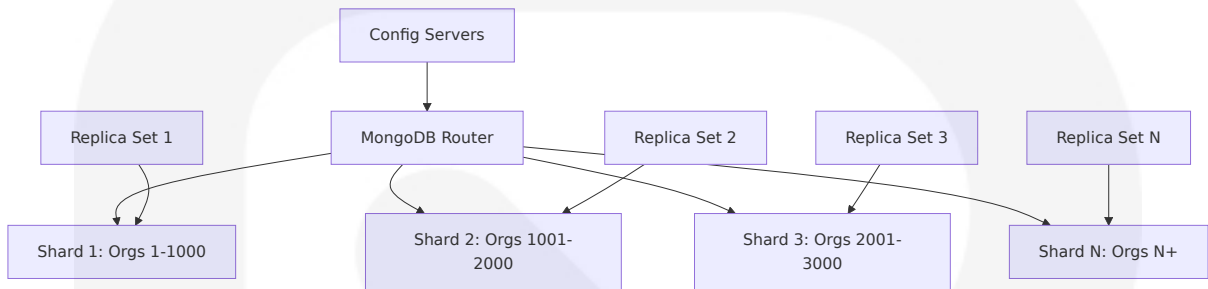 Config Servers
Replica Set 1
MongoDB Router
Replica Set 2
Replica Set 3
Replica Set N
Shard 1: Orgs 1-1000
Shard 2: Orgs 1001-
2000
Shard 3: Orgs 2001-
3000
Shard N: Orgs N+